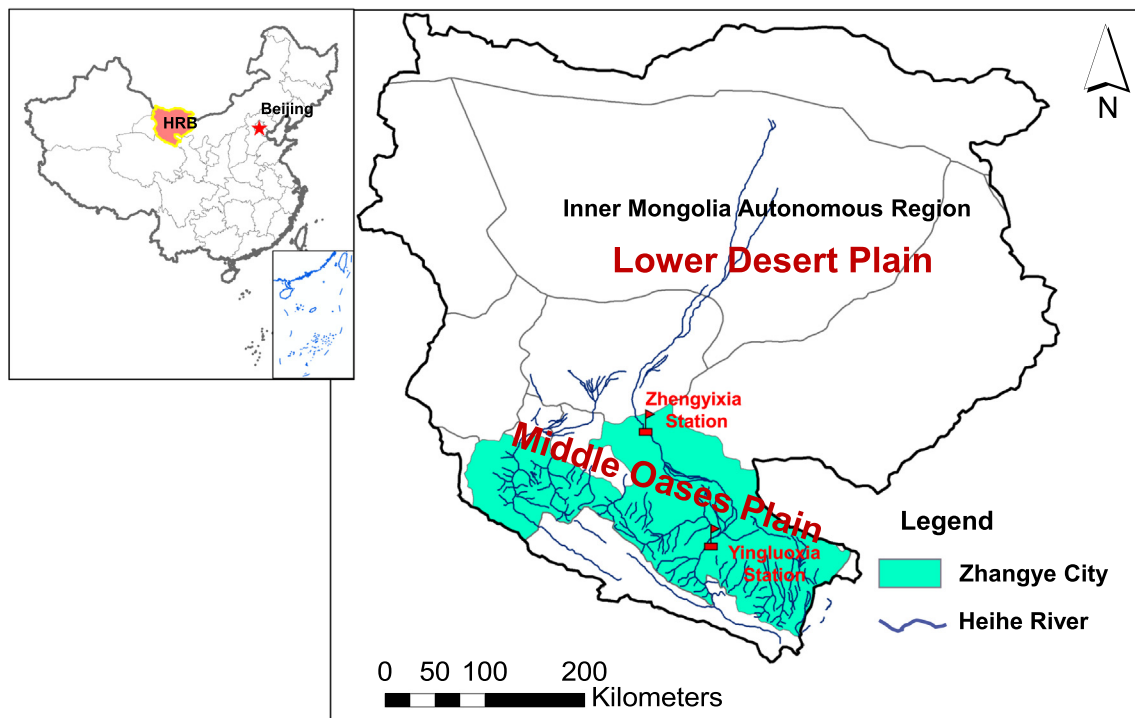 Beijing
HRB
N
Inner Mongolia Autonomous Region
Lower Desert Plain
Zhengyixia
Station
Middle Oases Plain
Yingluoxia
Station
Legend
Zhangye City
Heihe River
0 50 100 200
Kilometers